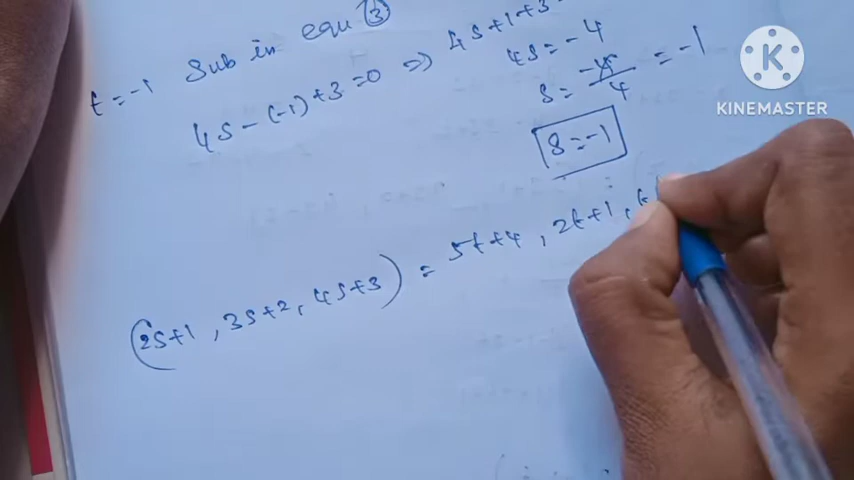 t = -1 Sub in equ ③
4s - (-1) + 3 = 0 ⇒ 4s + 1 + 3
4s = -4
s = -4/4 = -1
s = -1
(2s+1, 3s+2, 4s+3) = 5t+4, 2t+1, t
KINEMASTER